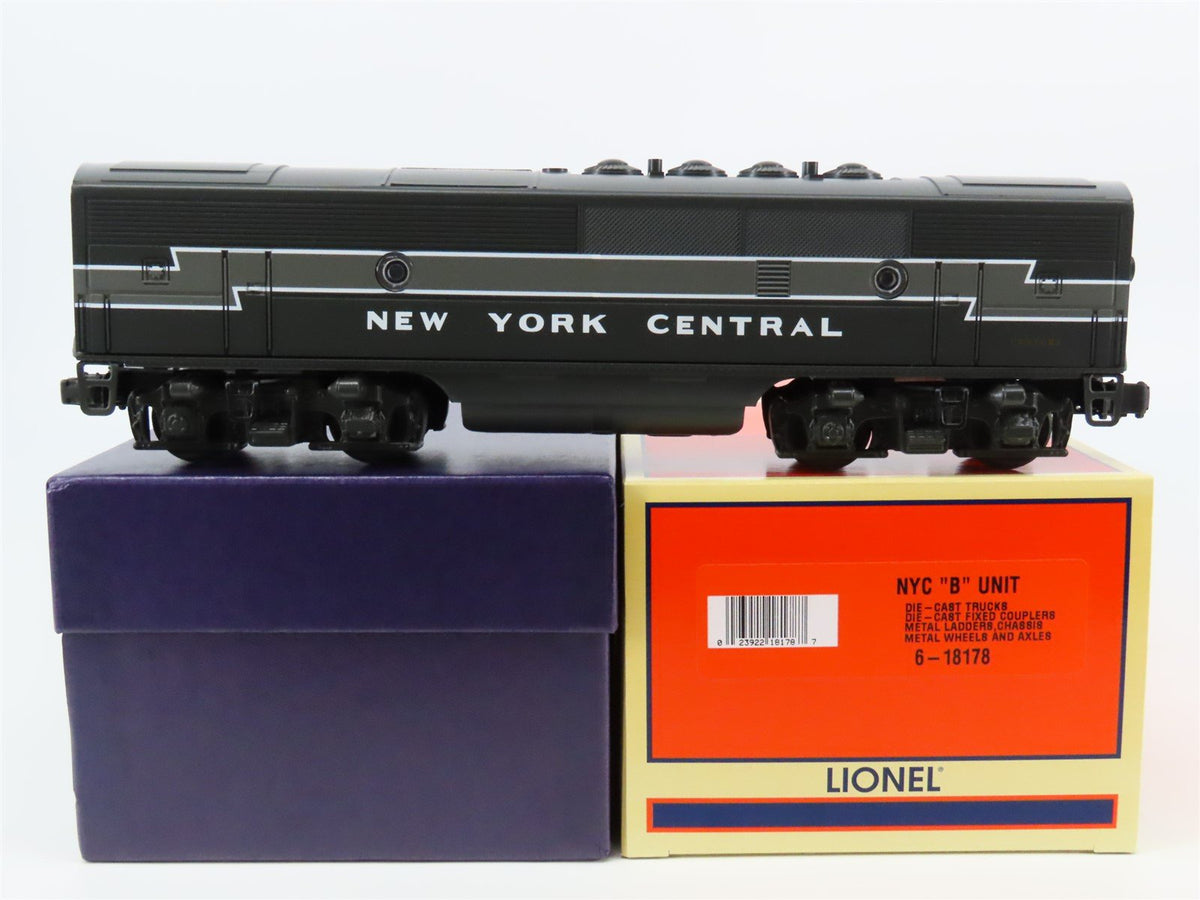 NEW YORK CENTRAL
NYC "B" UNIT
DIE-CAST TRUCKS
DIE-CAST FIXED COUPLERS
METAL LADDERS, CHASSIS
METAL WHEELS AND AXLES
6-18178
0 23922 18178 7
LIONEL®